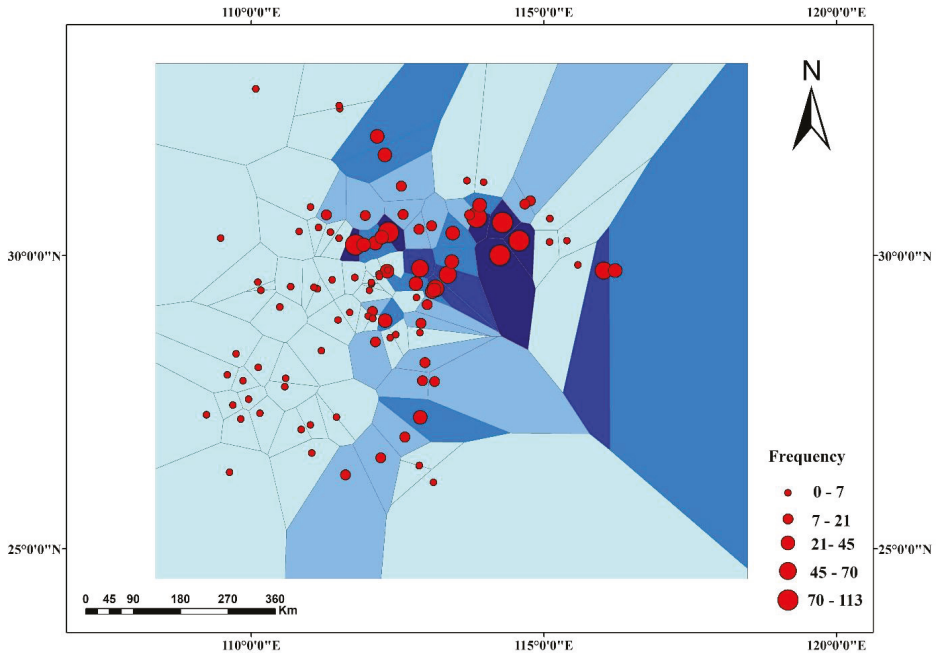 110°0'0"E 115°0'0"E 120°0'0"E
N
30°0'0"N 30°0'0"N
Frequency
0 - 7
7 - 21
21- 45
45 - 70
70 - 113
25°0'0"N 25°0'0"N
0 45 90 180 270 360
Km
110°0'0"E 115°0'0"E 120°0'0"E